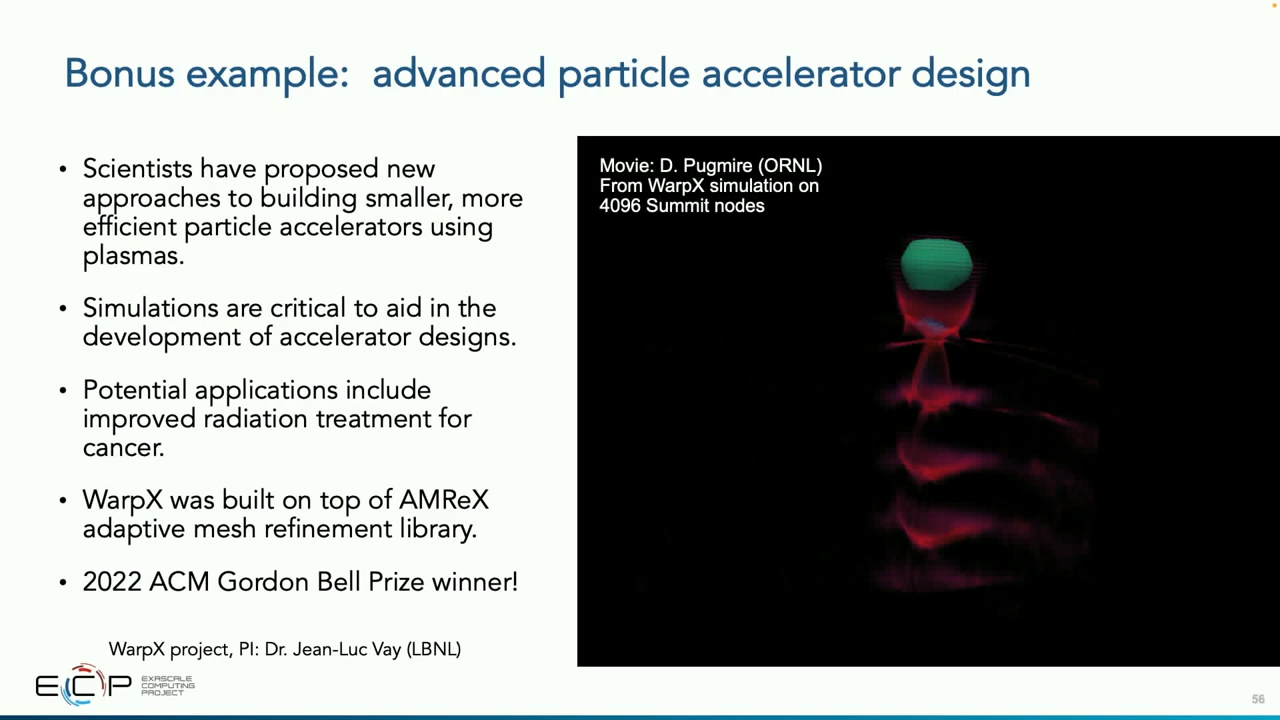 Bonus example: advanced particle accelerator design
• Scientists have proposed new
approaches to building smaller, more
efficient particle accelerators using
plasmas.
• Simulations are critical to aid in the
development of accelerator designs.
• Potential applications include
improved radiation treatment for
cancer.
• WarpX was built on top of AMReX
adaptive mesh refinement library.
• 2022 ACM Gordon Bell Prize winner!
WarpX project, PI: Dr. Jean-Luc Vay (LBNL)
Movie: D. Pugmire (ORNL)
From WarpX simulation on
4096 Summit nodes
ECP
EXASCALE
COMPUTING
PROJECT
56